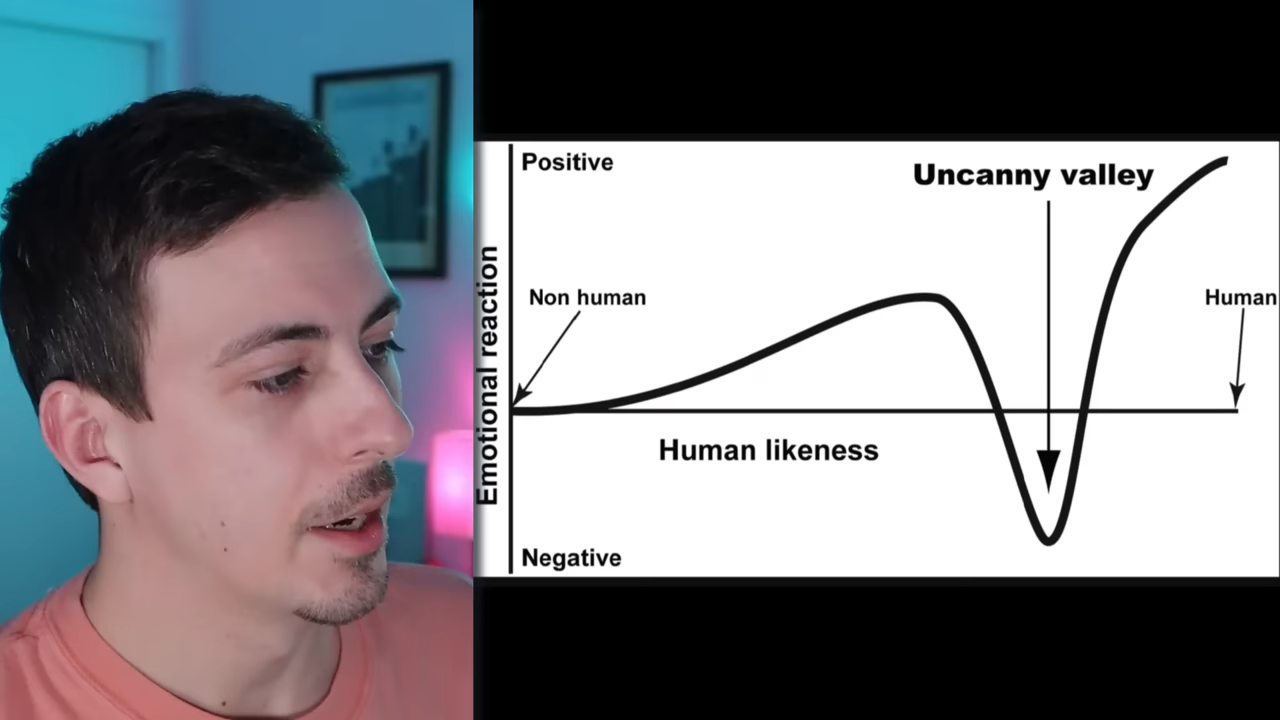 Positive
Uncanny valley
Non human
Human
Emotional reaction
Human likeness
Negative